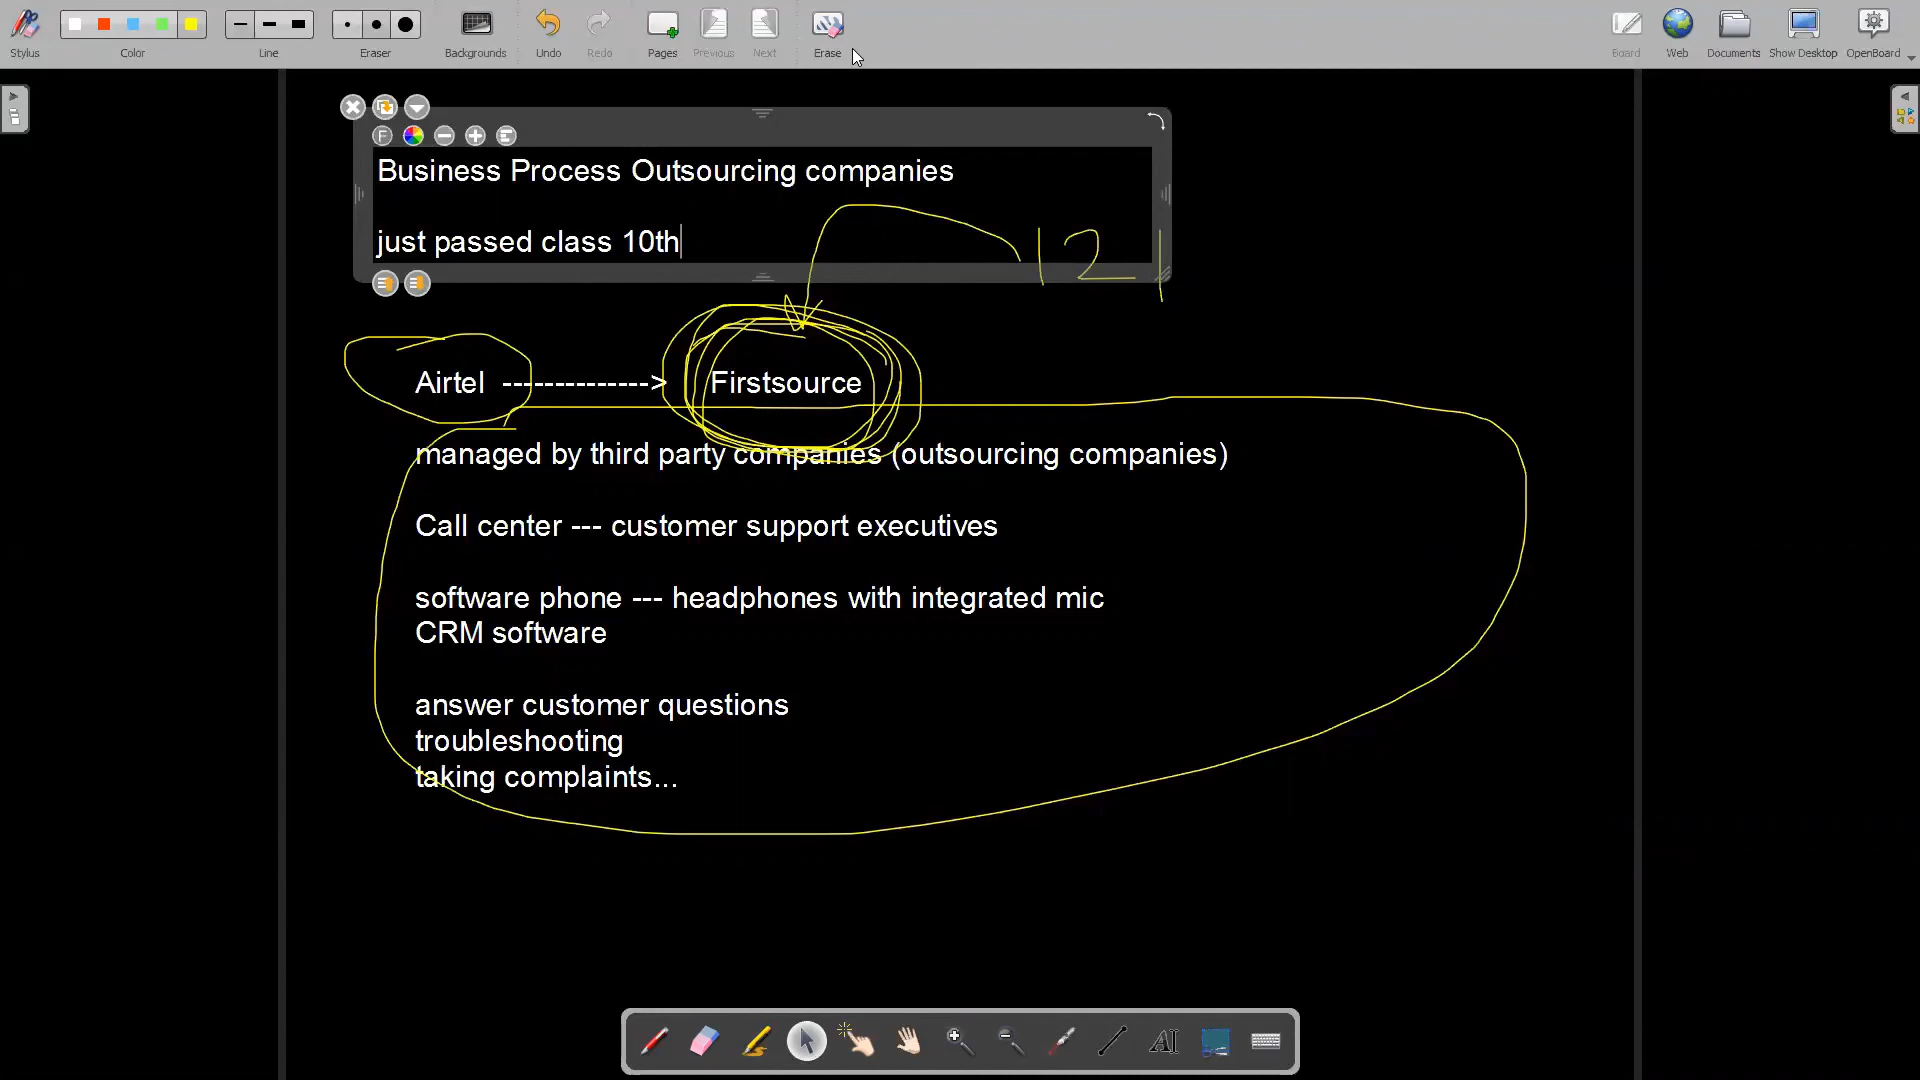 Stylus
Color
Line
Eraser
Backgrounds
Undo
Redo
Pages
Previous
Next
Erase
Board
Web
Documents
Show Desktop
OpenBoard
F
Business Process Outsourcing companies
just passed class 10th
12
Airtel --------------> Firstsource
managed by third party companies (outsourcing companies)
Call center --- customer support executives
software phone --- headphones with integrated mic
CRM software
answer customer questions
troubleshooting
taking complaints...
AI